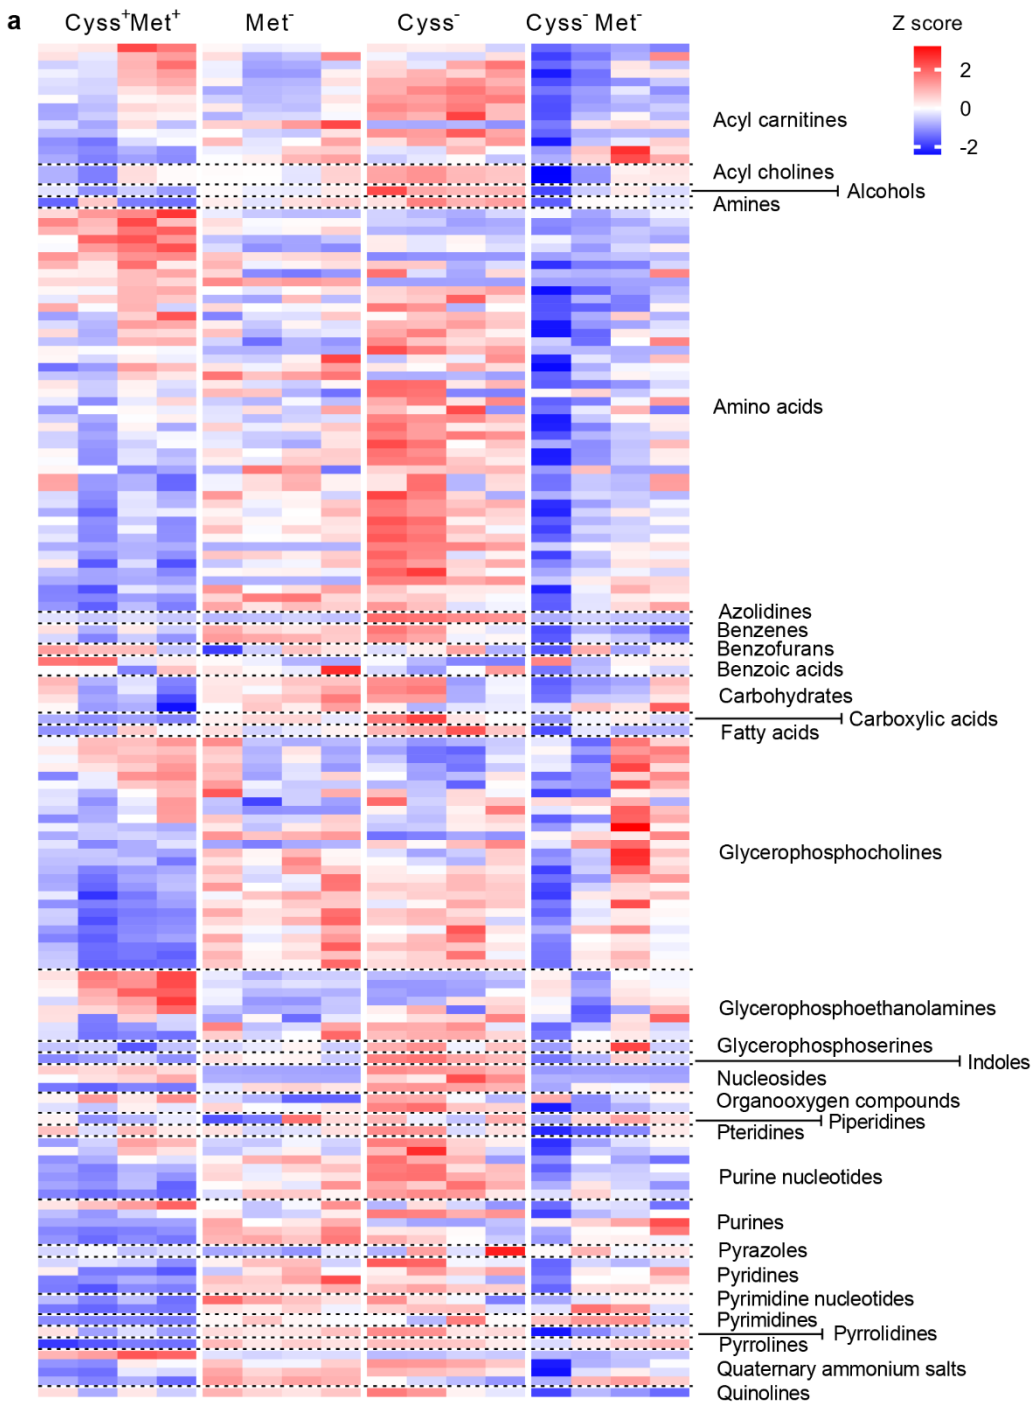 a
Cyss⁺Met⁺ Met⁻ Cyss⁻ Cyss⁻ Met⁻
Z score
2
0
-2
Acyl carnitines
Acyl cholines
Alcohols
Amines
Amino acids
Azolidines
Benzenes
Benzofurans
Benzoic acids
Carbohydrates
Carboxylic acids
Fatty acids
Glycerophosphocholines
Glycerophosphoethanolamines
Glycerophosphoserines
Indoles
Nucleosides
Organooxygen compounds
Piperidines
Pteridines
Purine nucleotides
Purines
Pyrazoles
Pyridines
Pyrimidine nucleotides
Pyrimidines
Pyrrolidines
Pyrrolines
Quaternary ammonium salts
Quinolines